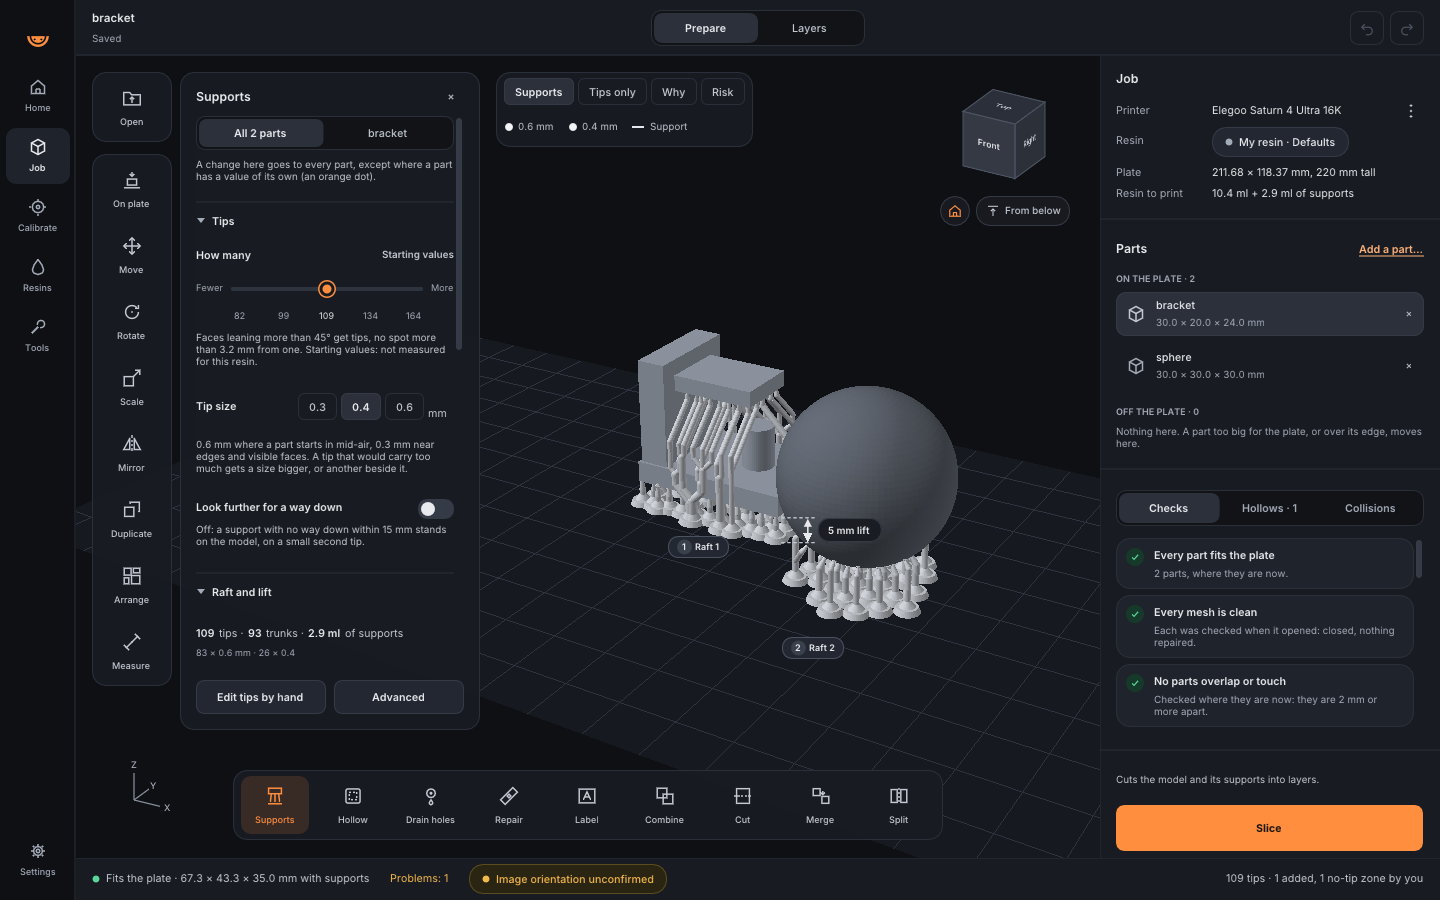 bracket
Saved
Prepare
Layers
Home
Job
Calibrate
Resins
Tools
Settings
Open
On plate
Move
Rotate
Scale
Mirror
Duplicate
Arrange
Measure
Supports
×
All 2 parts
bracket
A change here goes to every part, except where a part
has a value of its own (an orange dot).
Tips
How many
Starting values
Fewer
More
82 99 109 134 164
Faces leaning more than 45° get tips, no spot more
than 3.2 mm from one. Starting values: not measured
for this resin.
Tip size
0.3 0.4 0.6 mm
0.6 mm where a part starts in mid-air, 0.3 mm near
edges and visible faces. A tip that would carry too
much gets a size bigger, or another beside it.
Look further for a way down
Off: a support with no way down within 15 mm stands
on the model, on a small second tip.
Raft and lift
109 tips · 93 trunks · 2.9 ml of supports
83 × 0.6 mm · 26 × 0.4
Edit tips by hand
Advanced
Supports
Tips only
Why
Risk
0.6 mm
0.4 mm
Support
Top
Front
Right
From below
5 mm lift
1 Raft 1
2 Raft 2
Z
Y
X
Supports
Hollow
Drain holes
Repair
Label
Combine
Cut
Merge
Split
Job
Printer Elegoo Saturn 4 Ultra 16K
Resin My resin · Defaults
Plate 211.68 × 118.37 mm, 220 mm tall
Resin to print 10.4 ml + 2.9 ml of supports
Parts
Add a part...
ON THE PLATE · 2
bracket
30.0 × 20.0 × 24.0 mm
×
sphere
30.0 × 30.0 × 30.0 mm
×
OFF THE PLATE · 0
Nothing here. A part too big for the plate, or over its edge, moves
here.
Checks
Hollows · 1
Collisions
Every part fits the plate
2 parts, where they are now.
Every mesh is clean
Each was checked when it opened: closed, nothing
repaired.
No parts overlap or touch
Checked where they are now: they are 2 mm or
more apart.
Cuts the model and its supports into layers.
Slice
Fits the plate · 67.3 × 43.3 × 35.0 mm with supports
Problems: 1
Image orientation unconfirmed
109 tips · 1 added, 1 no-tip zone by you